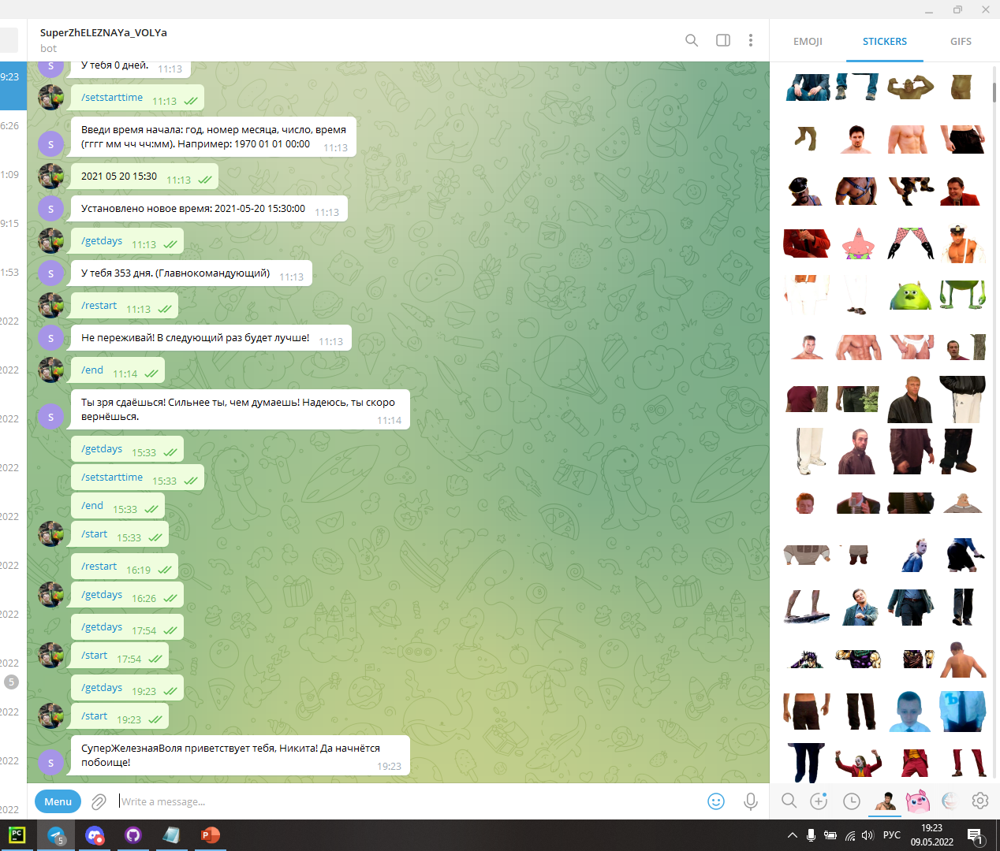 SuperZhELEZNAYa_VOLYa
bot
EMOJI
STICKERS
GIFS
9:23
6:26
1:09
9:15
1:53
2022
2022
2022
2022
2022
2022
2022
2022
5
2022
2022
2022
S
У тебя 0 дней. 11:13
/setstarttime 11:13
S
Введи время начала: год, номер месяца, число, время
(гггг мм чч чч:мм). Например: 1970 01 01 00:00 11:13
2021 05 20 15:30 11:13
S
Установлено новое время: 2021-05-20 15:30:00 11:13
/getdays 11:13
S
У тебя 353 дня. (Главнокомандующий) 11:13
/restart 11:13
S
Не переживай! В следующий раз будет лучше! 11:13
/end 11:14
S
Ты зря сдаёшься! Сильнее ты, чем думаешь! Надеюсь, ты скоро
вернёшься. 11:14
/getdays 15:33
/setstarttime 15:33
/end 15:33
/start 15:33
/restart 16:19
/getdays 16:26
/getdays 17:54
/start 17:54
/getdays 19:23
/start 19:23
S
СуперЖелезнаяВоля приветствует тебя, Никита! Да начнётся
побоище! 19:23
Menu
Write a message...
Ъ
PC
5
P
РУС
19:23
09.05.2022
1